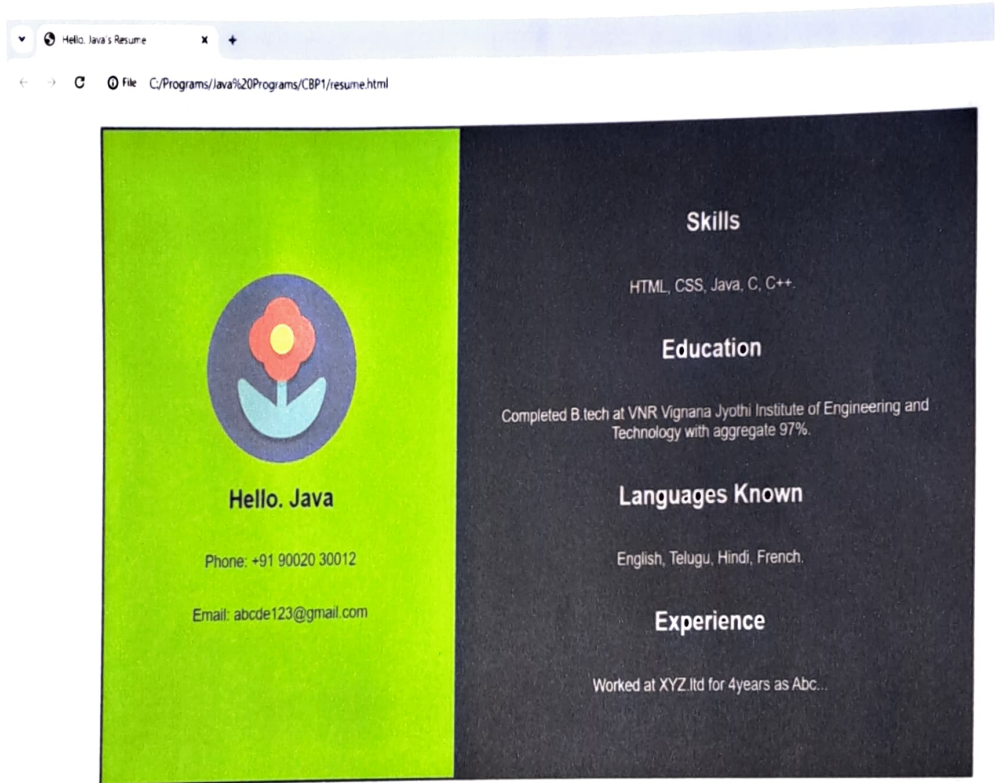 Hello. Java's Resume
File C:/Programs/Java%20Programs/CBP1/resume.html
Hello. Java
Phone: +91 90020 30012
Email: abcde123@gmail.com
Skills
HTML, CSS, Java, C, C++.
Education
Completed B.tech at VNR Vignana Jyothi Institute of Engineering and
Technology with aggregate 97%.
Languages Known
English, Telugu, Hindi, French.
Experience
Worked at XYZ.ltd for 4years as Abc...